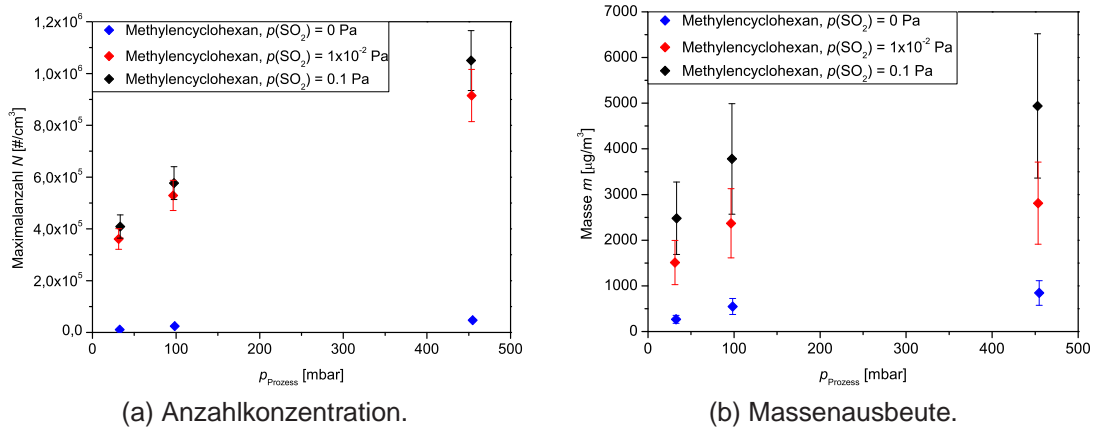 Methylencyclohexan, p(SO₂) = 0 Pa
Methylencyclohexan, p(SO₂) = 1x10⁻² Pa
Methylencyclohexan, p(SO₂) = 0.1 Pa
1,2x10⁶
1,0x10⁶
8,0x10⁵
6,0x10⁵
4,0x10⁵
2,0x10⁵
0,0
Maximalanzahl N [#/cm³]
0 100 200 300 400 500
p_Prozess [mbar]
(a) Anzahlkonzentration.
Methylencyclohexan, p(SO₂) = 0 Pa
Methylencyclohexan, p(SO₂) = 1x10⁻² Pa
Methylencyclohexan, p(SO₂) = 0.1 Pa
7000
6000
5000
4000
3000
2000
1000
0
Masse m [µg/m³]
0 100 200 300 400 500
p_Prozess [mbar]
(b) Massenausbeute.